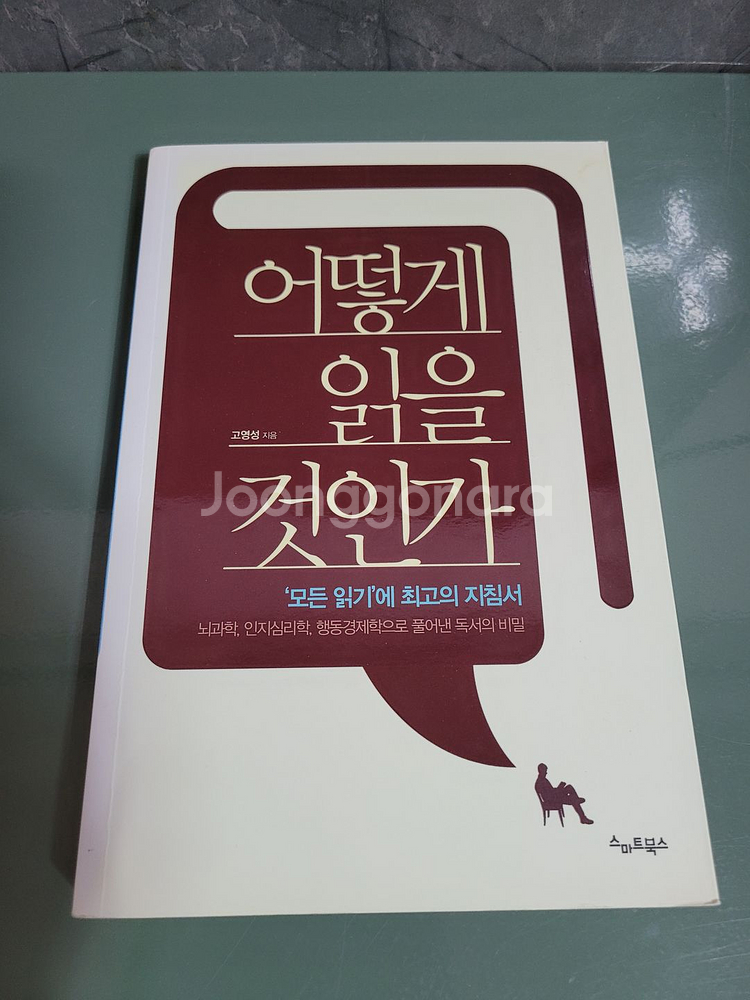 어떻게
읽을
고영성 지음
것인가
Joonggonara
'모든 읽기'에 최고의 지침서
뇌과학, 인지심리학, 행동경제학으로 풀어낸 독서의 비밀
스마트북스